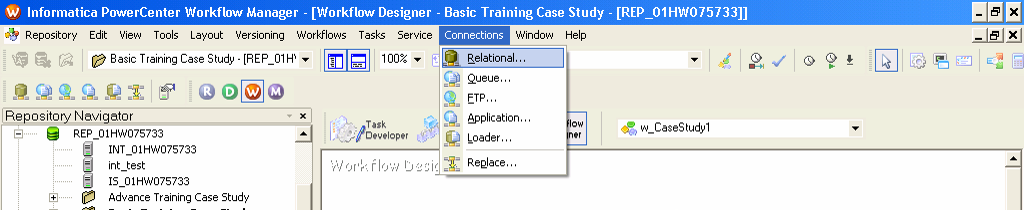 Informatica PowerCenter Workflow Manager - [Workflow Designer - Basic Training Case Study - [REP_01HW075733]]
Repository Edit View Tools Layout Versioning Workflows Tasks Service Connections Window Help
Basic Training Case Study - [REP_01H
100%
Relational...
Queue...
FTP...
Application...
Loader...
Replace...
R D W M
Repository Navigator
REP_01HW075733
INT_01HW075733
int_test
IS_01HW075733
Advance Training Case Study
Task
Developer
w_CaseStudy1
Workflow Desig